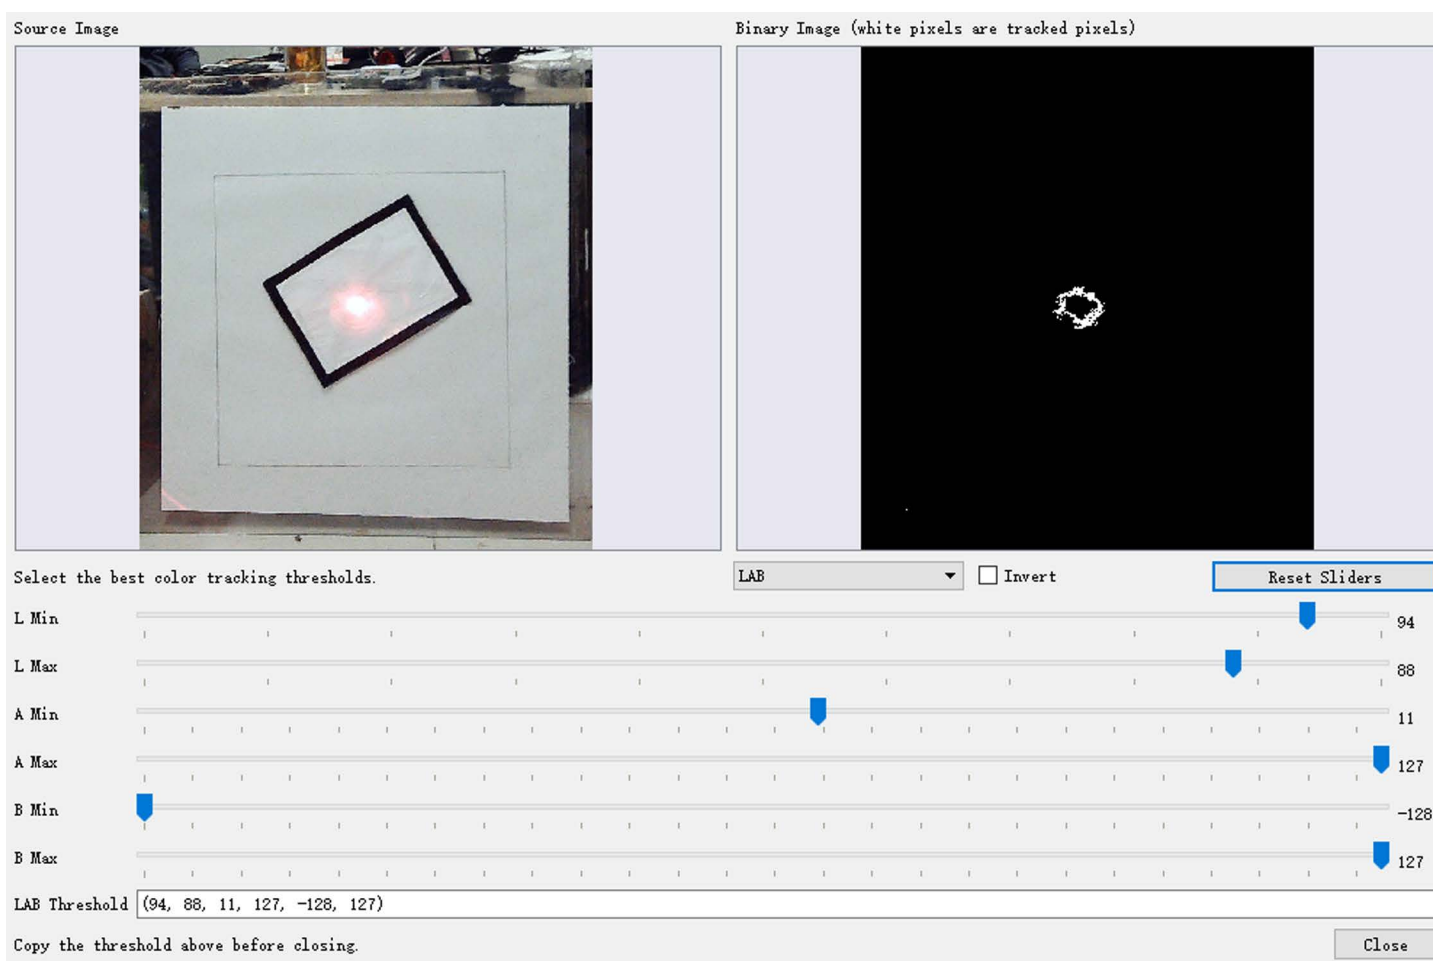 Source Image
Binary Image (white pixels are tracked pixels)
Select the best color tracking thresholds.
LAB
Invert
Reset Sliders
L Min
94
L Max
88
A Min
11
A Max
127
B Min
-128
B Max
127
LAB Threshold (94, 88, 11, 127, -128, 127)
Copy the threshold above before closing.
Close